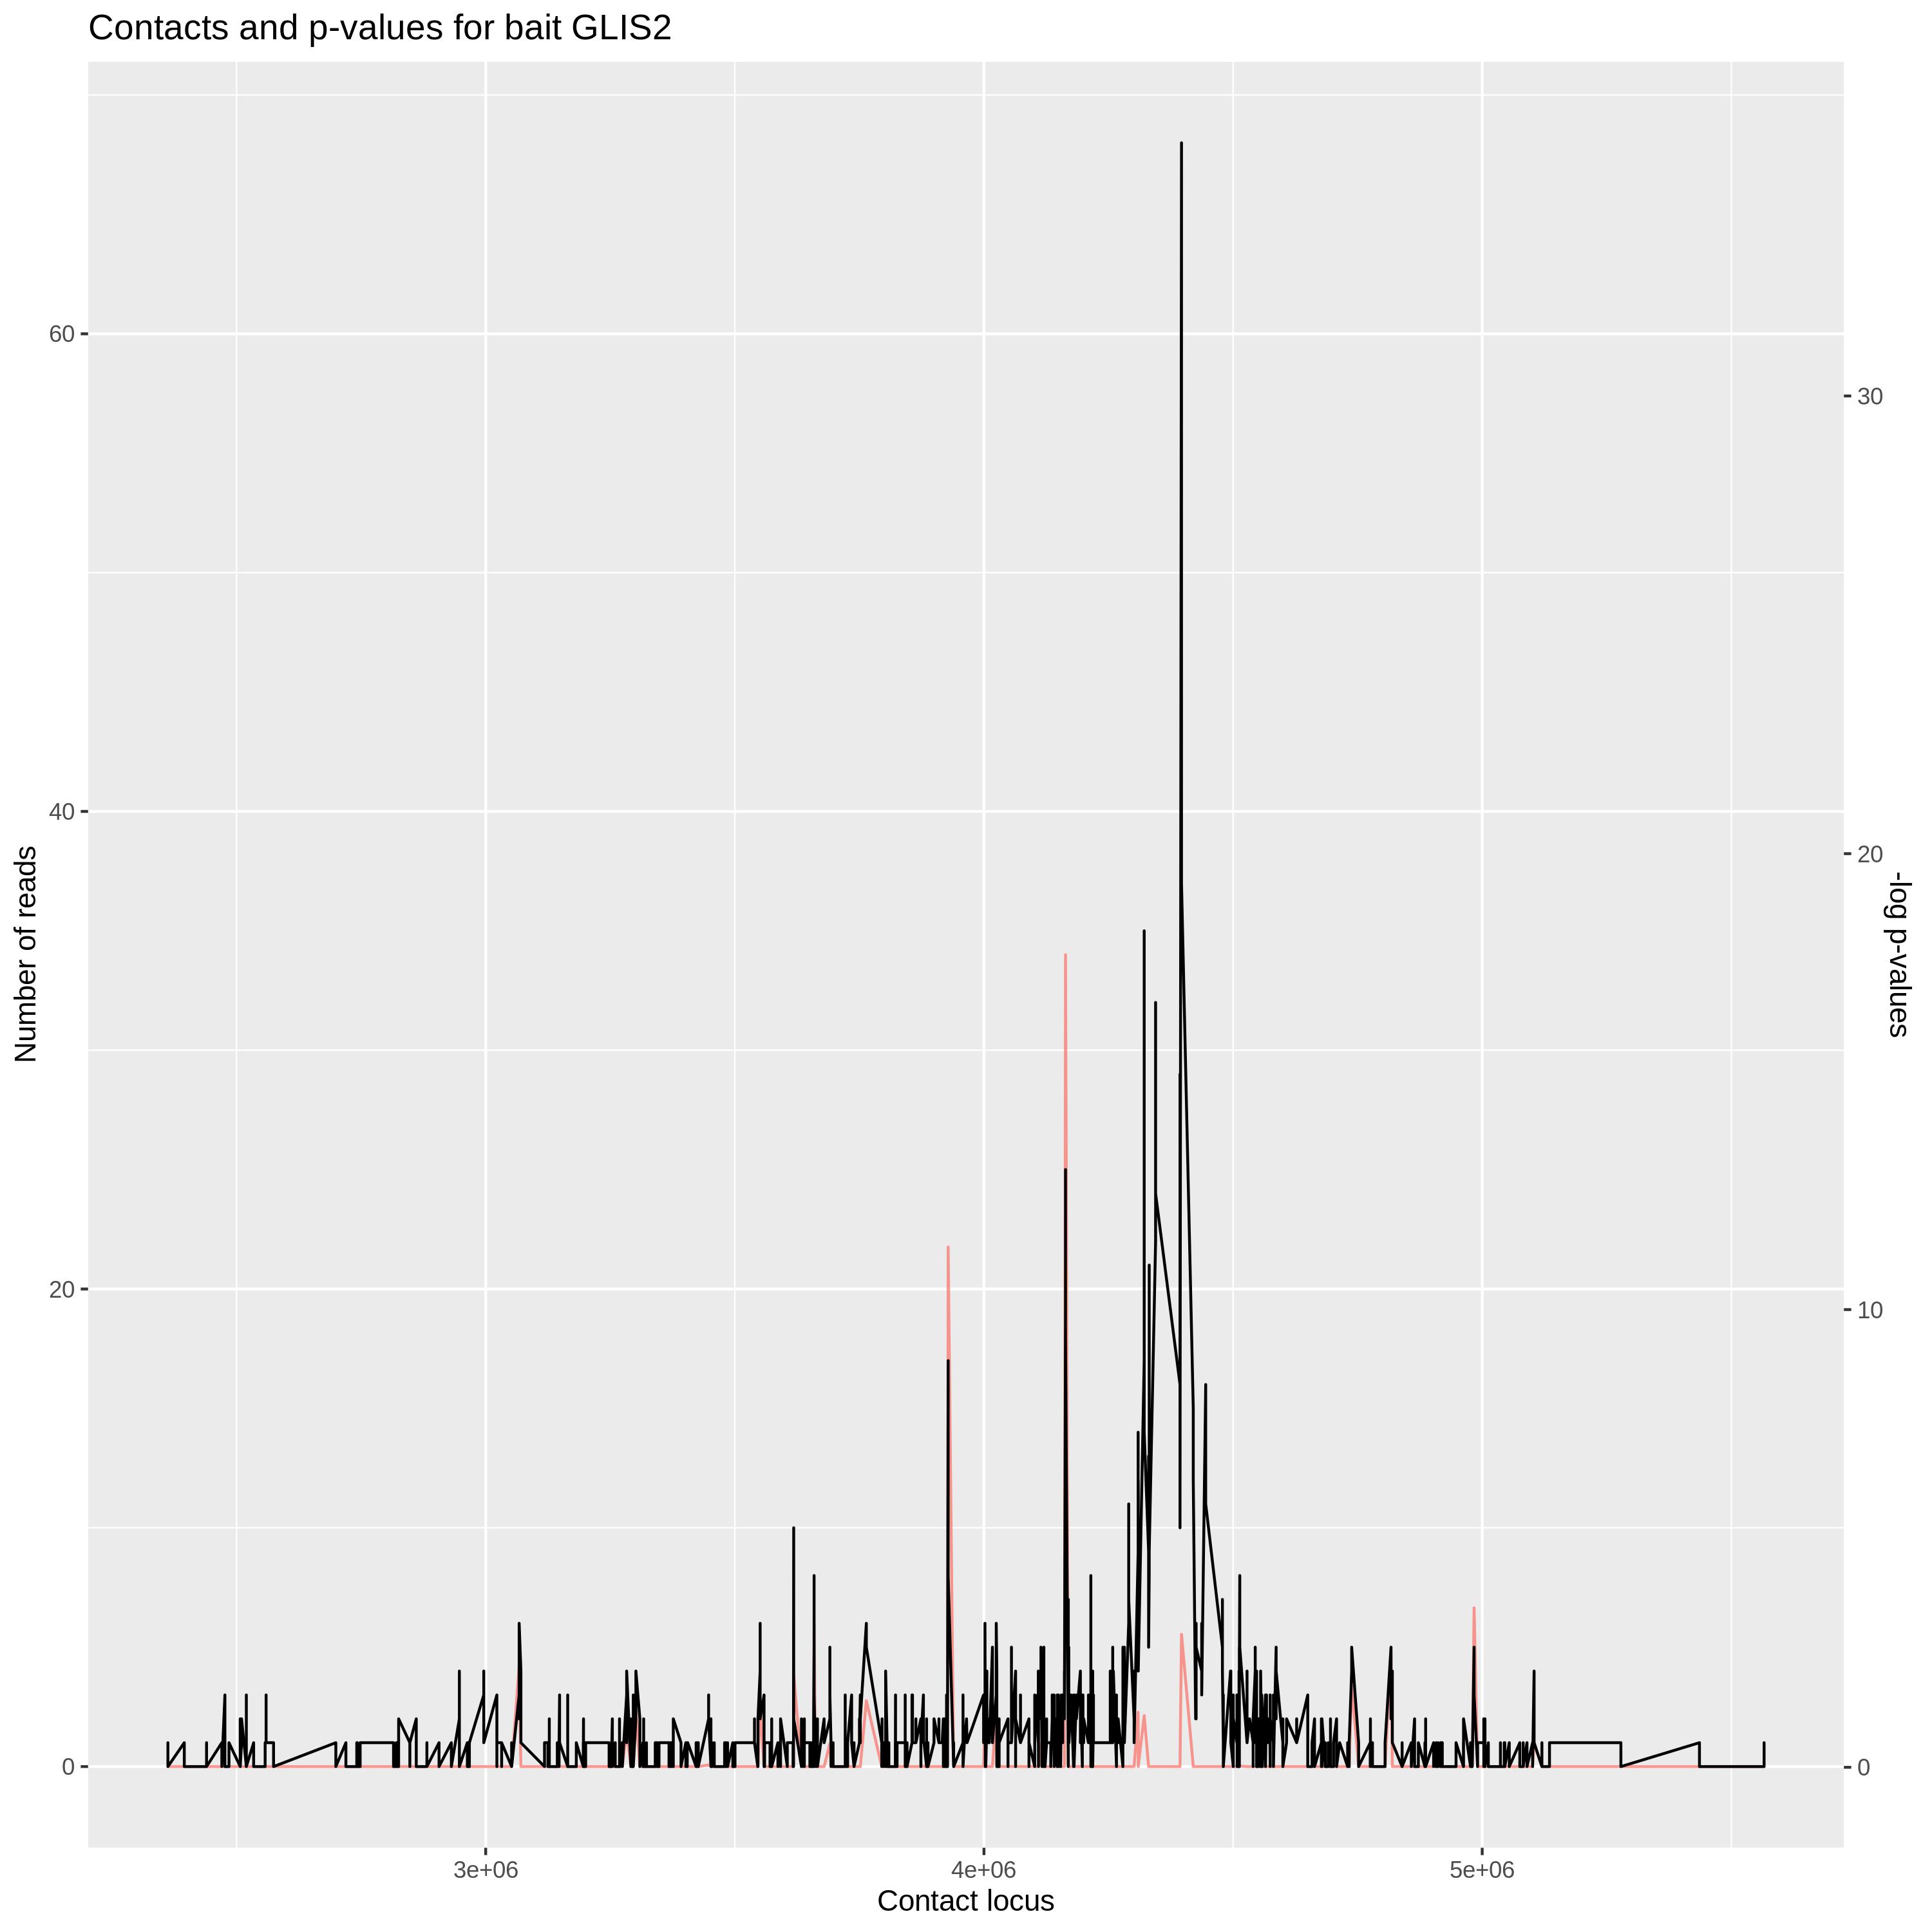 Contacts and p-values for bait GLIS2
60
40
20
0
Number of reads
30
20
10
0
-log p-values
3e+06
4e+06
5e+06
Contact locus